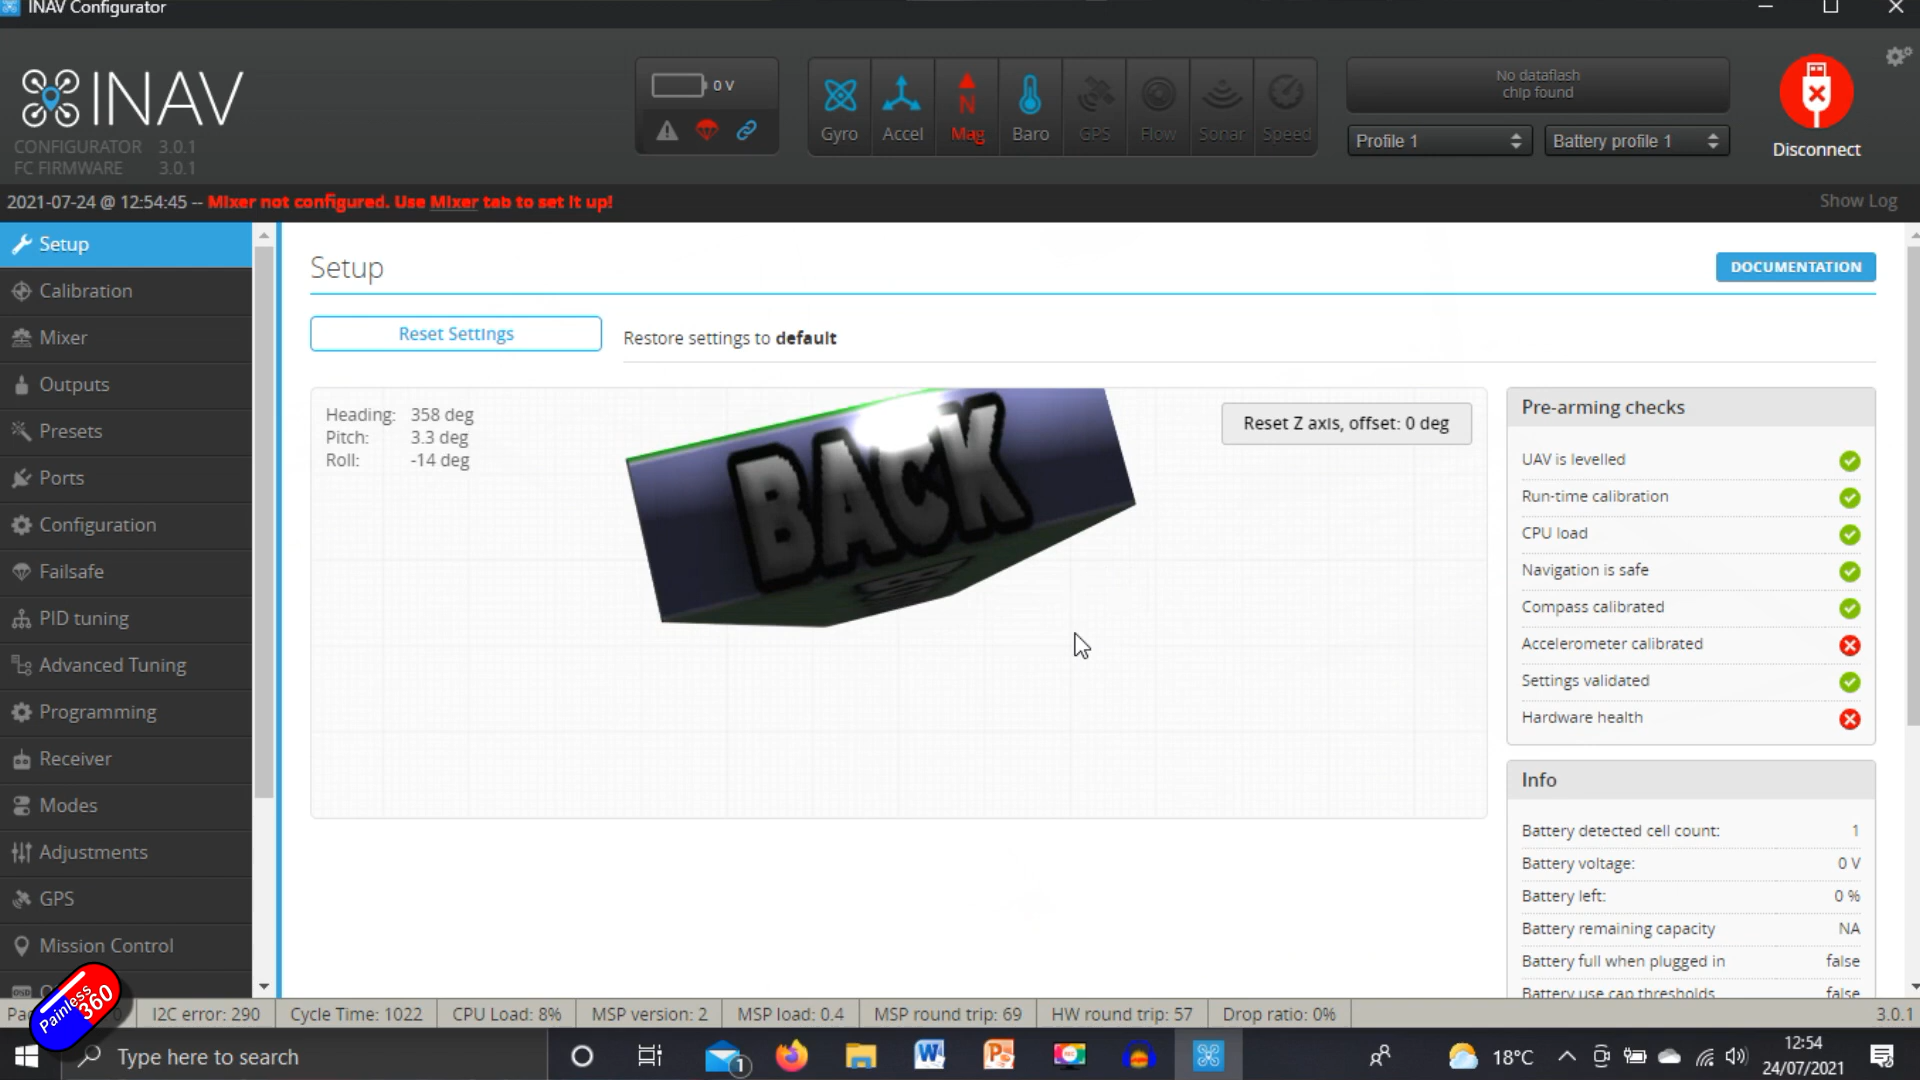 INAV Configurator
INAV
CONFIGURATOR 3.0.1
FC FIRMWARE 3.0.1
0 V
Gyro
Accel
Mag
Baro
GPS
Flow
Sonar
Speed
No dataflash
chip found
Profile 1
Battery profile 1
Disconnect
2021-07-24 @ 12:54:45 -- Mixer not configured. Use Mixer tab to set it up!
Show Log
Setup
Calibration
Mixer
Outputs
Presets
Ports
Configuration
Failsafe
PID tuning
Advanced Tuning
Programming
Receiver
Modes
Adjustments
GPS
Mission Control
Setup
DOCUMENTATION
Reset Settings
Restore settings to default
Heading: 358 deg
Pitch: 3.3 deg
Roll: -14 deg
BACK
Reset Z axis, offset: 0 deg
Pre-arming checks
UAV is levelled
Run-time calibration
CPU load
Navigation is safe
Compass calibrated
Accelerometer calibrated
Settings validated
Hardware health
Info
Battery detected cell count: 1
Battery voltage: 0 V
Battery left: 0 %
Battery remaining capacity NA
Battery full when plugged in false
Battery use cap thresholds false
Painless360
I2C error: 290
Cycle Time: 1022
CPU Load: 8%
MSP version: 2
MSP load: 0.4
MSP round trip: 69
HW round trip: 57
Drop ratio: 0%
3.0.1
Type here to search
1
18°C
12:54
24/07/2021